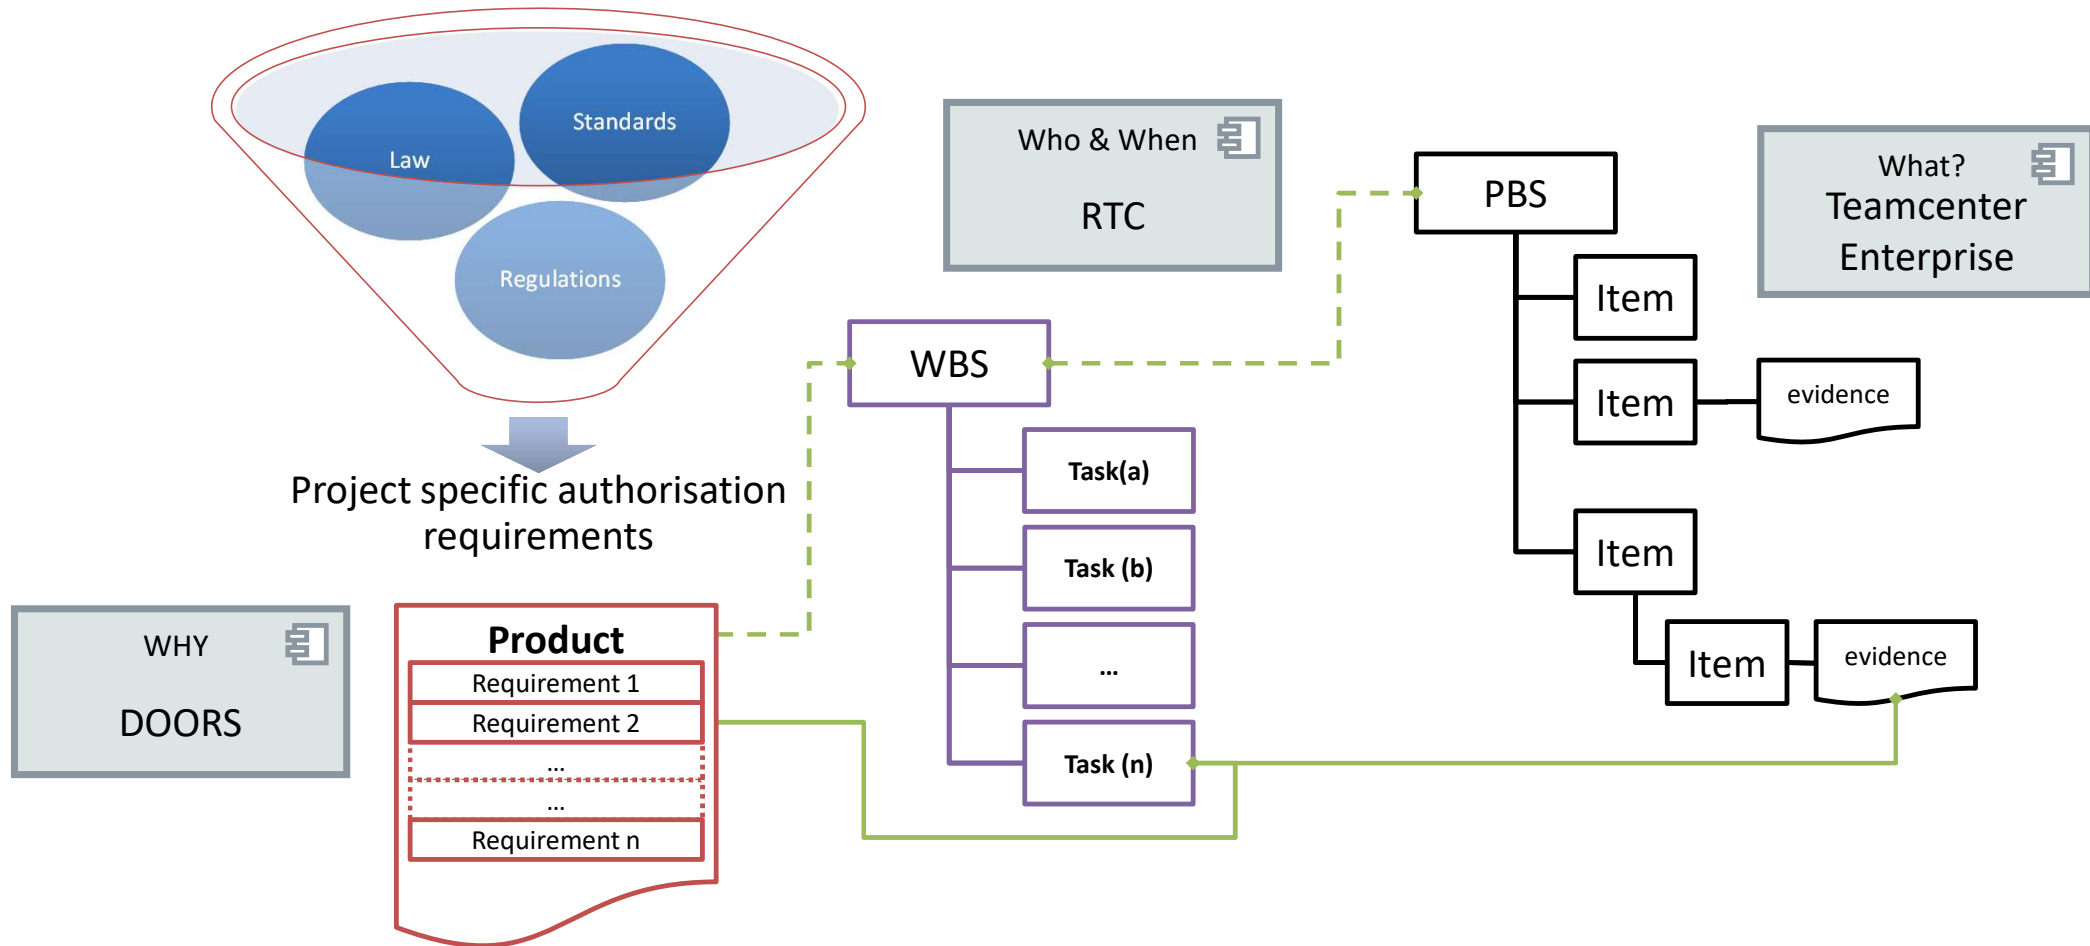 Standards
Law
Regulations
Project specific authorisation
requirements
WHY
DOORS
Product
Requirement 1
Requirement 2
...
...
Requirement n
Who & When
RTC
WBS
Task(a)
Task (b)
...
Task (n)
PBS
Item
Item
evidence
Item
Item
evidence
What?
Teamcenter
Enterprise